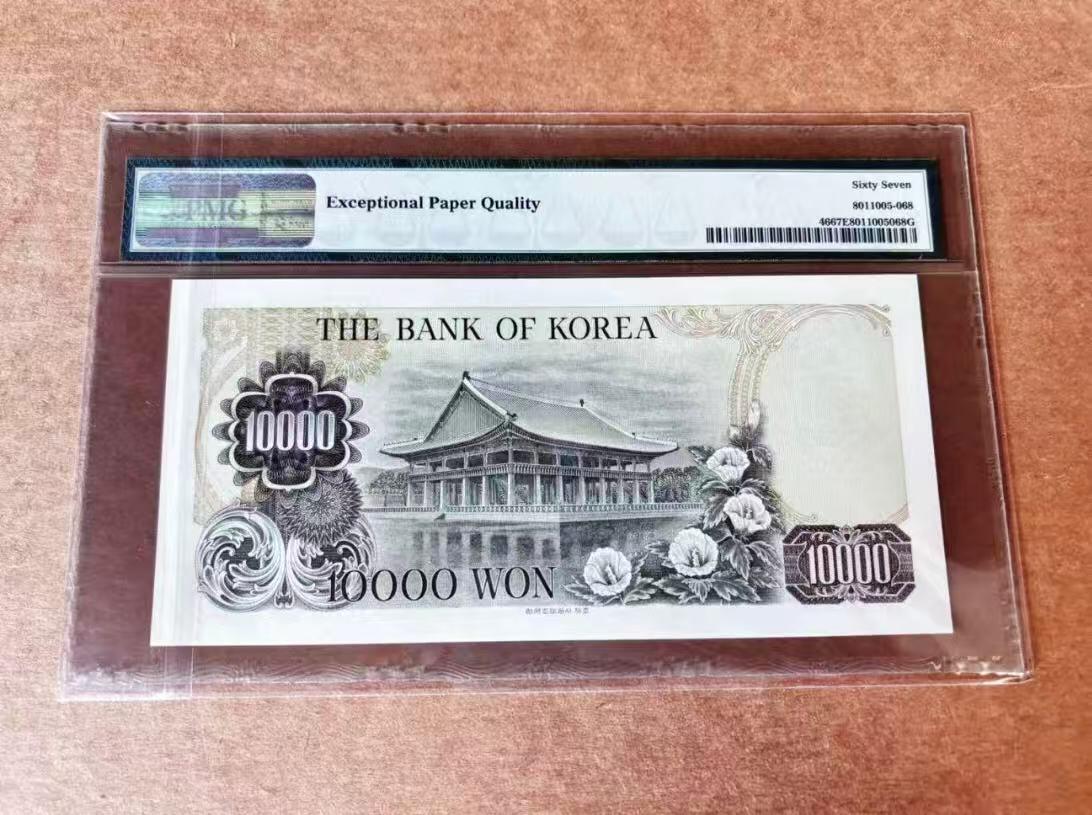 PMG
Exceptional Paper Quality
Sixty Seven
8011005-068
4667E8011005068G
THE BANK OF KOREA
10000
10000 WON
10000